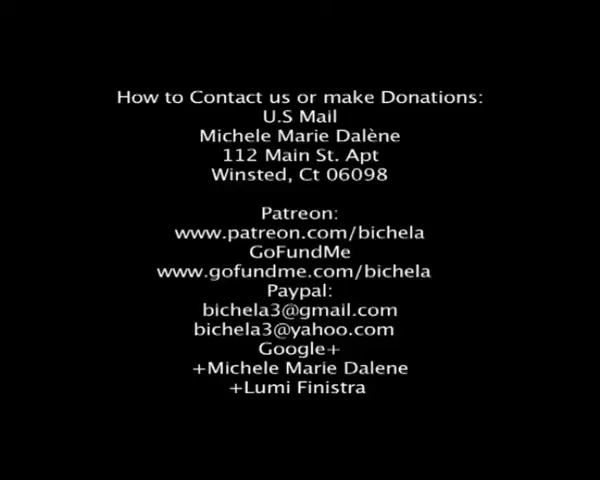 How to Contact us or make Donations:
U.S Mail
Michele Marie Dalène
112 Main St. Apt
Winsted, Ct 06098
Patreon:
www.patreon.com/bichela
GoFundMe
www.gofundme.com/bichela
Paypal:
bichela3@gmail.com
bichela3@yahoo.com
Google+
+Michele Marie Dalene
+Lumi Finistra